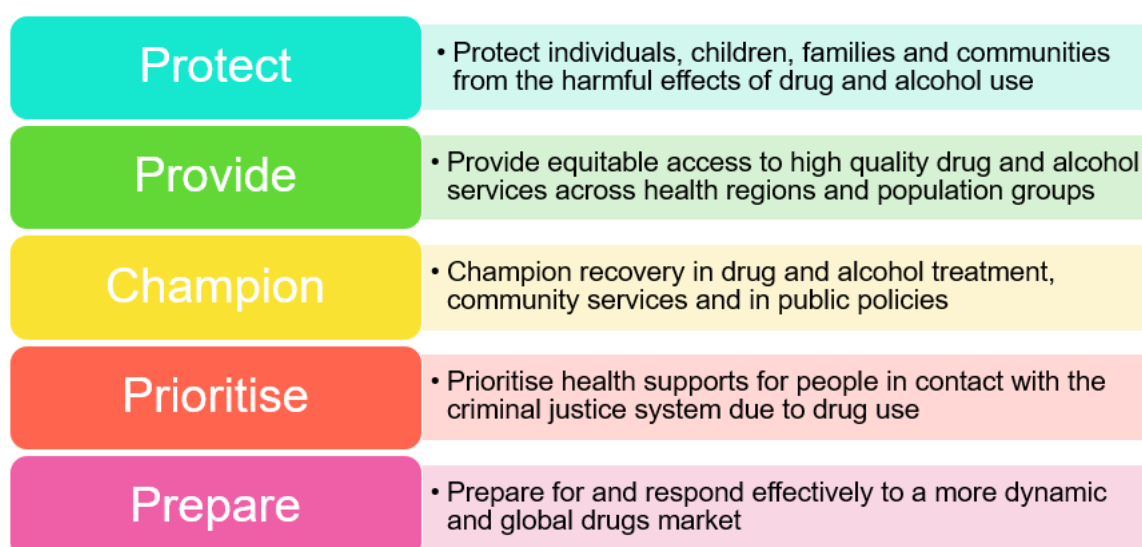 Protect
• Protect individuals, children, families and communities
from the harmful effects of drug and alcohol use
Provide
• Provide equitable access to high quality drug and alcohol
services across health regions and population groups
Champion
• Champion recovery in drug and alcohol treatment,
community services and in public policies
Prioritise
• Prioritise health supports for people in contact with the
criminal justice system due to drug use
Prepare
• Prepare for and respond effectively to a more dynamic
and global drugs market